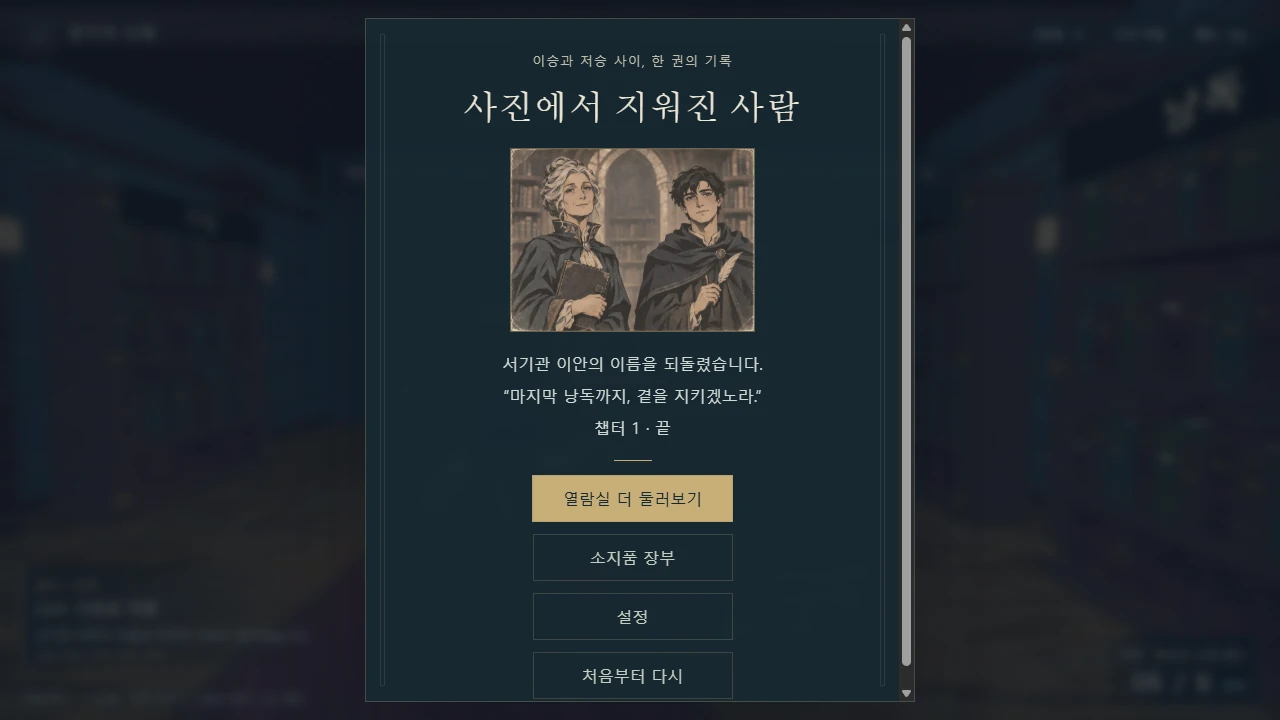 이승과 저승 사이, 한 권의 기록
사진에서 지워진 사람
서기관 이안의 이름을 되돌렸습니다.
"마지막 낭독까지, 곁을 지키겠노라."
챕터 1 · 끝
열람실 더 둘러보기
소지품 장부
설정
처음부터 다시
낭독